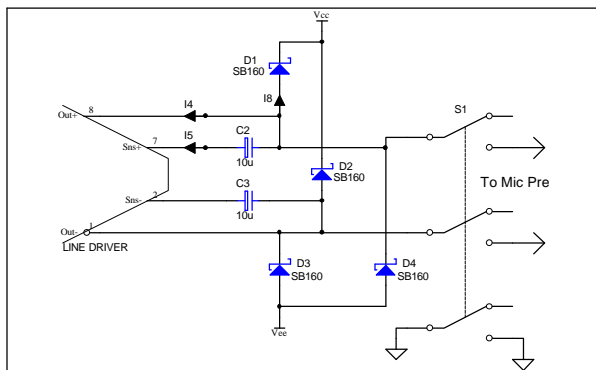 Vcc
D1
SB160
I4
I8
S1
Out+
8
I5
C2
Sns+
7
10u
D2
SB160
To Mic Pre
C3
Sns-
2
10u
Out-
1
LINE DRIVER
D3
SB160
D4
SB160
Vee